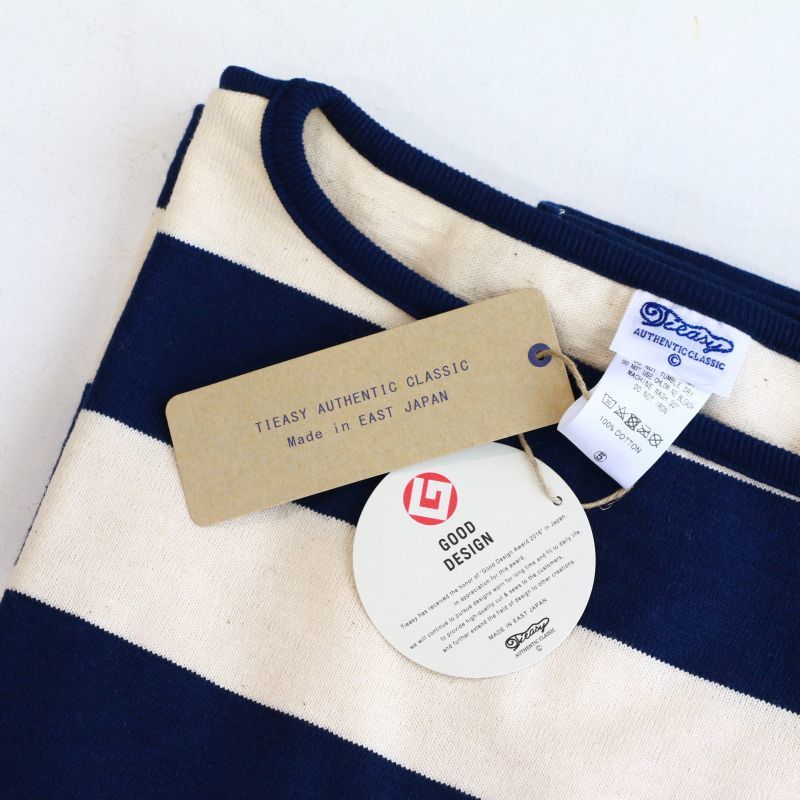 TIEASY AUTHENTIC CLASSIC
Made in EAST JAPAN
Tieasy
AUTHENTIC CLASSIC
©
DO NOT TUMBLE DRY
DO NOT USE CHLORINE BLEACH
MACHINE WASH 30°
DO NOT IRON
100% COTTON
5
GOOD
DESIGN
Tieasy has received the honor of "Good Design Award 2016" in Japan.
In appreciation for this award,
we will continue to pursue designs worn for long time and fit to daily life,
to provide high-quality cut & sews to the customers,
and further extend the field of design to other creations.
MADE IN EAST JAPAN
Tieasy
AUTHENTIC CLASSIC
©